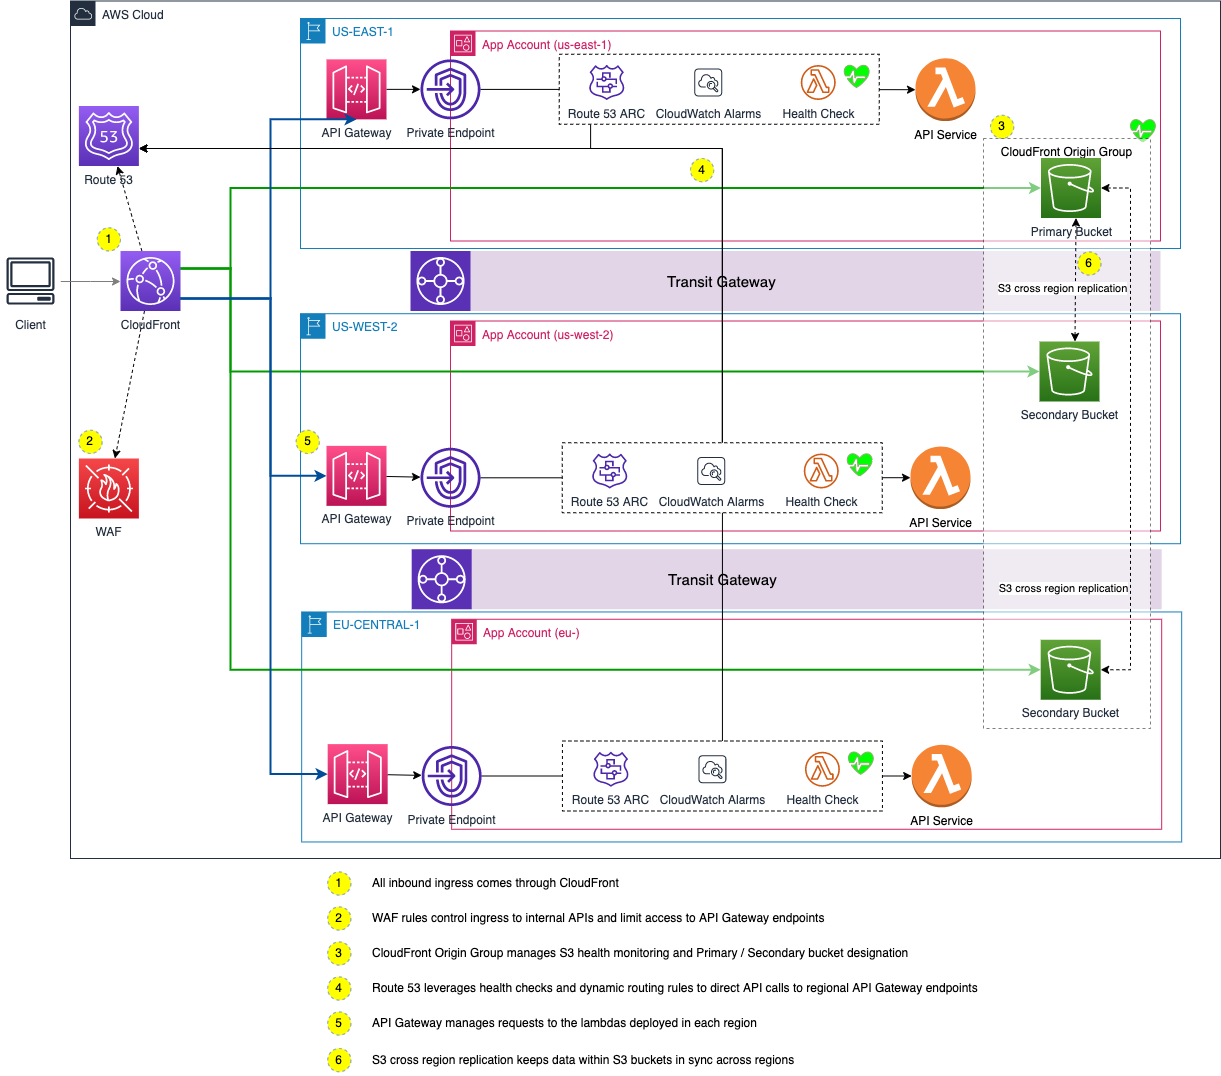 AWS Cloud
US-EAST-1
App Account (us-east-1)
API Gateway
Private Endpoint
Route 53 ARC
CloudWatch Alarms
Health Check
API Service
53
Route 53
3
CloudFront Origin Group
4
Primary Bucket
1
CloudFront
Client
Transit Gateway
6
S3 cross region replication
US-WEST-2
App Account (us-west-2)
Secondary Bucket
2
WAF
5
API Gateway
Private Endpoint
Route 53 ARC
CloudWatch Alarms
Health Check
API Service
Transit Gateway
S3 cross region replication
EU-CENTRAL-1
App Account (eu-)
Secondary Bucket
API Gateway
Private Endpoint
Route 53 ARC
CloudWatch Alarms
Health Check
API Service
1 All inbound ingress comes through CloudFront
2 WAF rules control ingress to internal APIs and limit access to API Gateway endpoints
3 CloudFront Origin Group manages S3 health monitoring and Primary / Secondary bucket designation
4 Route 53 leverages health checks and dynamic routing rules to direct API calls to regional API Gateway endpoints
5 API Gateway manages requests to the lambdas deployed in each region
6 S3 cross region replication keeps data within S3 buckets in sync across regions